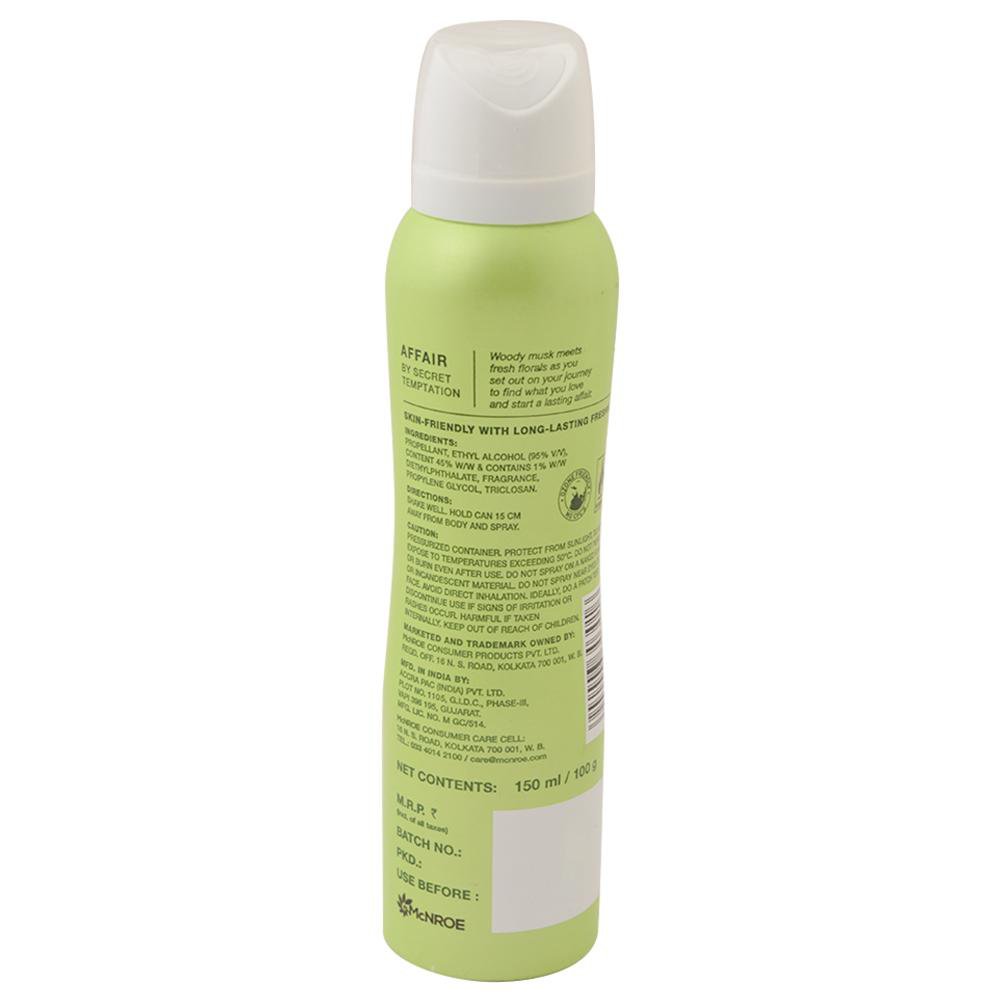 AFFAIR
BY SECRET
TEMPTATION
Woody musk meets
fresh florals as you
set out on your journey
to find what you love
and start a lasting affair.
SKIN-FRIENDLY WITH LONG-LASTING
INGREDIENTS:
PROPELLANT, ETHYL ALCOHOL (95% V/V),
CONTENT 45% W/W & CONTAINS 1% W/W
DIETHYLPHTHALATE, FRAGRANCE,
PROPYLENE GLYCOL, TRICLOSAN.
OZONE
NO CFC'S
DIRECTIONS:
SHAKE WELL. HOLD CAN 15 CM
AWAY FROM BODY AND SPRAY.
CAUTION:
PRESSURIZED CONTAINER. PROTECT FROM SUNLIGHT.
EXPOSE TO TEMPERATURES EXCEEDING 50°C. DO NOT
OR BURN EVEN AFTER USE. DO NOT SPRAY ON A NAKED
OR INCANDESCENT MATERIAL. DO NOT SPRAY NEAR
FACE. AVOID DIRECT INHALATION. IDEALLY, DO A PATCH
DISCONTINUE USE IF SIGNS OF IRRITATION OR
RASHES OCCUR. HARMFUL IF TAKEN
INTERNALLY. KEEP OUT OF REACH OF CHILDREN.
MARKETED AND TRADEMARK OWNED BY:
McNROE CONSUMER PRODUCTS PVT. LTD.
REGD. OFF. 16 N. S. ROAD, KOLKATA 700 001, W. B.
MFD. IN INDIA BY:
ACCRA PAC (INDIA) PVT. LTD.
PLOT NO. 1105, G.I.D.C., PHASE-III,
VAPI 396 195, GUJARAT.
MFG. LIC. NO. M GC/514.
McNROE CONSUMER CARE CELL:
16 N. S. ROAD, KOLKATA 700 001, W. B.
TEL.: 033 4014 2100 / care@mcnroe.com
NET CONTENTS: 150 ml / 100 g
M.R.P. ₹
(Incl. of all taxes)
BATCH NO.:
PKD.:
USE BEFORE :
McNROE